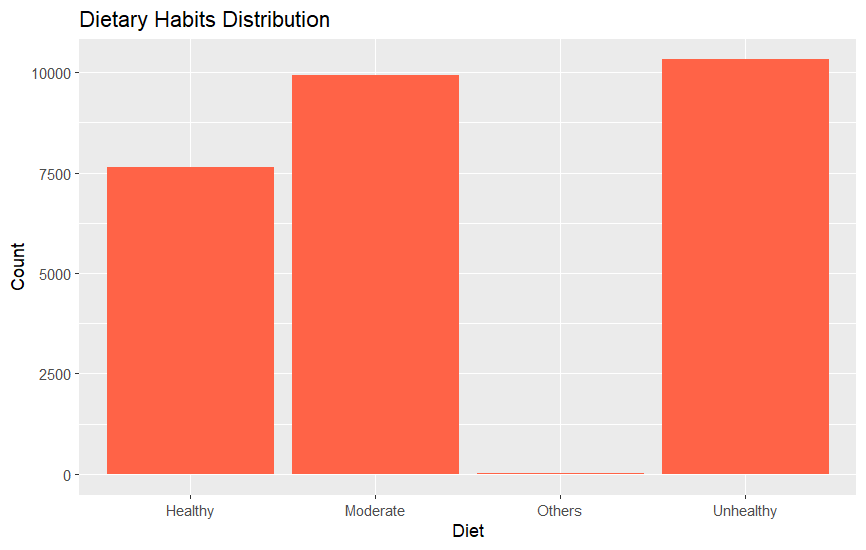 Dietary Habits Distribution
Count
10000
7500
5000
2500
0
Healthy Moderate Others Unhealthy
Diet